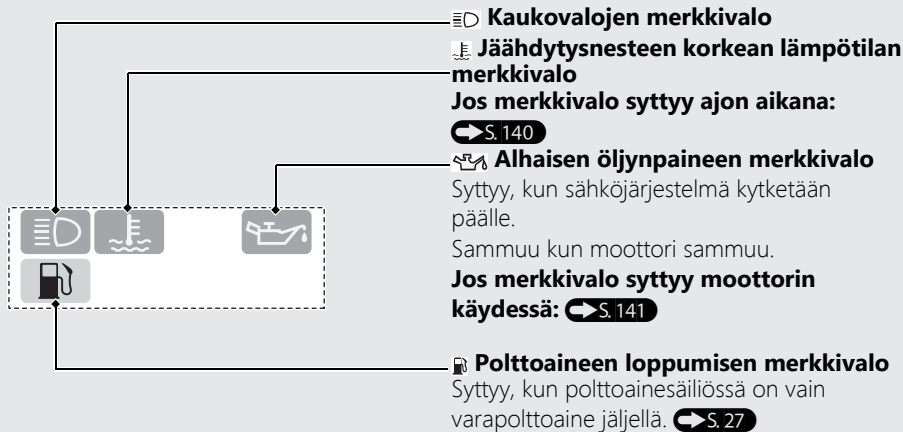 Kaukovalojen merkkivalo
Jäähdytysnesteen korkean lämpötilan
merkkivalo
Jos merkkivalo syttyy ajon aikana:
S. 140
Alhaisen öljynpaineen merkkivalo
Syttyy, kun sähköjärjestelmä kytketään
päälle.
Sammuu kun moottori sammuu.
Jos merkkivalo syttyy moottorin
käydessä: S. 141
Polttoaineen loppumisen merkkivalo
Syttyy, kun polttoainesäiliössä on vain
varapolttoaine jäljellä. S. 27